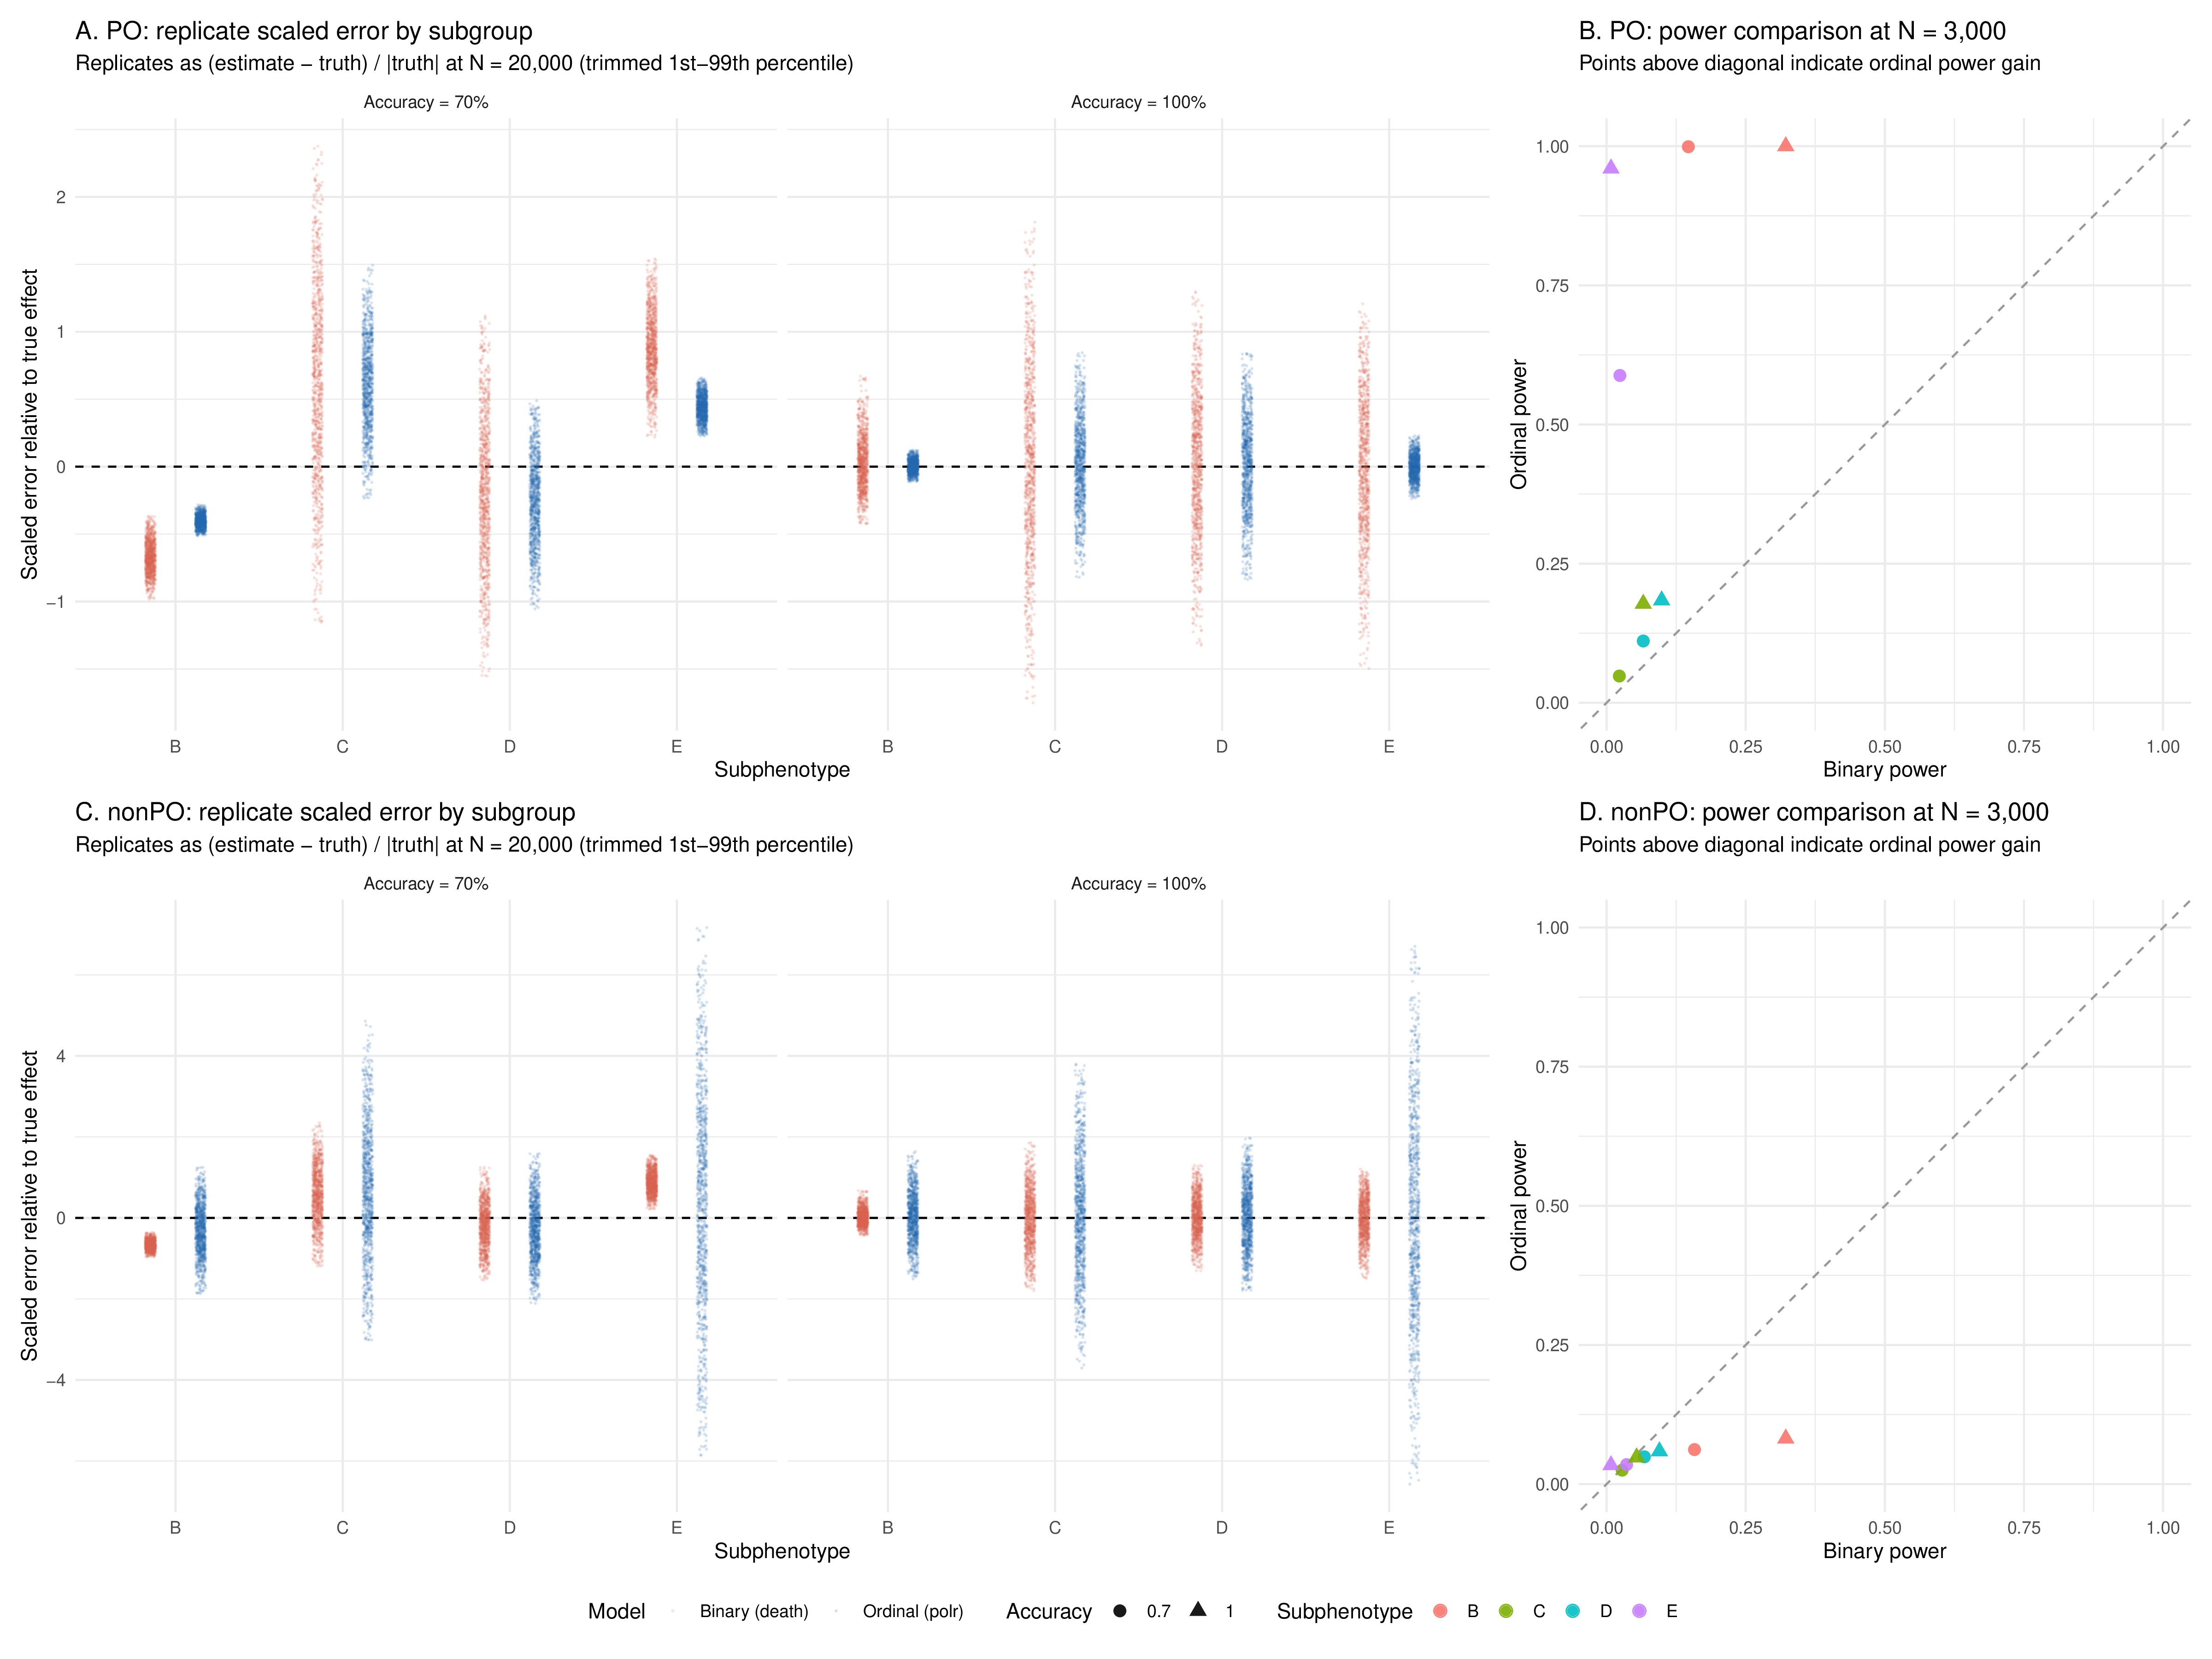 A. PO: replicate scaled error by subgroup
Replicates as (estimate − truth) / |truth| at N = 20,000 (trimmed 1st−99th percentile)
Accuracy = 70%
Accuracy = 100%
Scaled error relative to true effect
2
1
0
−1
B
C
D
E
B
C
D
E
Subphenotype
B. PO: power comparison at N = 3,000
Points above diagonal indicate ordinal power gain
Ordinal power
1.00
0.75
0.50
0.25
0.00
0.00
0.25
0.50
0.75
1.00
Binary power
C. nonPO: replicate scaled error by subgroup
Replicates as (estimate − truth) / |truth| at N = 20,000 (trimmed 1st−99th percentile)
Accuracy = 70%
Accuracy = 100%
Scaled error relative to true effect
4
0
−4
B
C
D
E
B
C
D
E
Subphenotype
D. nonPO: power comparison at N = 3,000
Points above diagonal indicate ordinal power gain
Ordinal power
1.00
0.75
0.50
0.25
0.00
0.00
0.25
0.50
0.75
1.00
Binary power
Model Binary (death) Ordinal (polr) Accuracy 0.7 1 Subphenotype B C D E